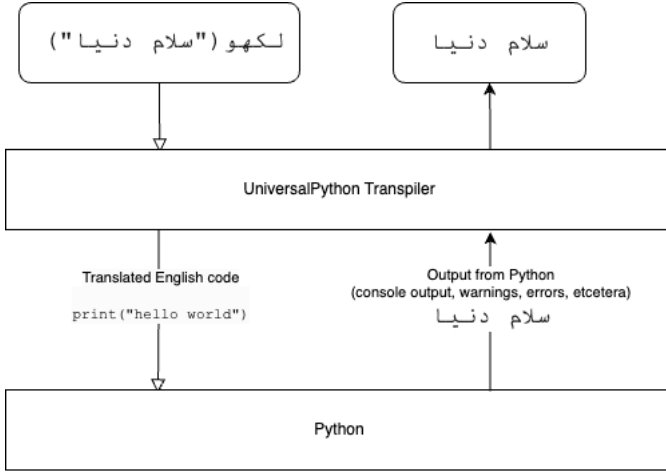 لکھو("سلام دنیا")
سلام دنیا
UniversalPython Transpiler
Translated English code
print("hello world")
Output from Python
(console output, warnings, errors, etcetera)
سلام دنیا
Python